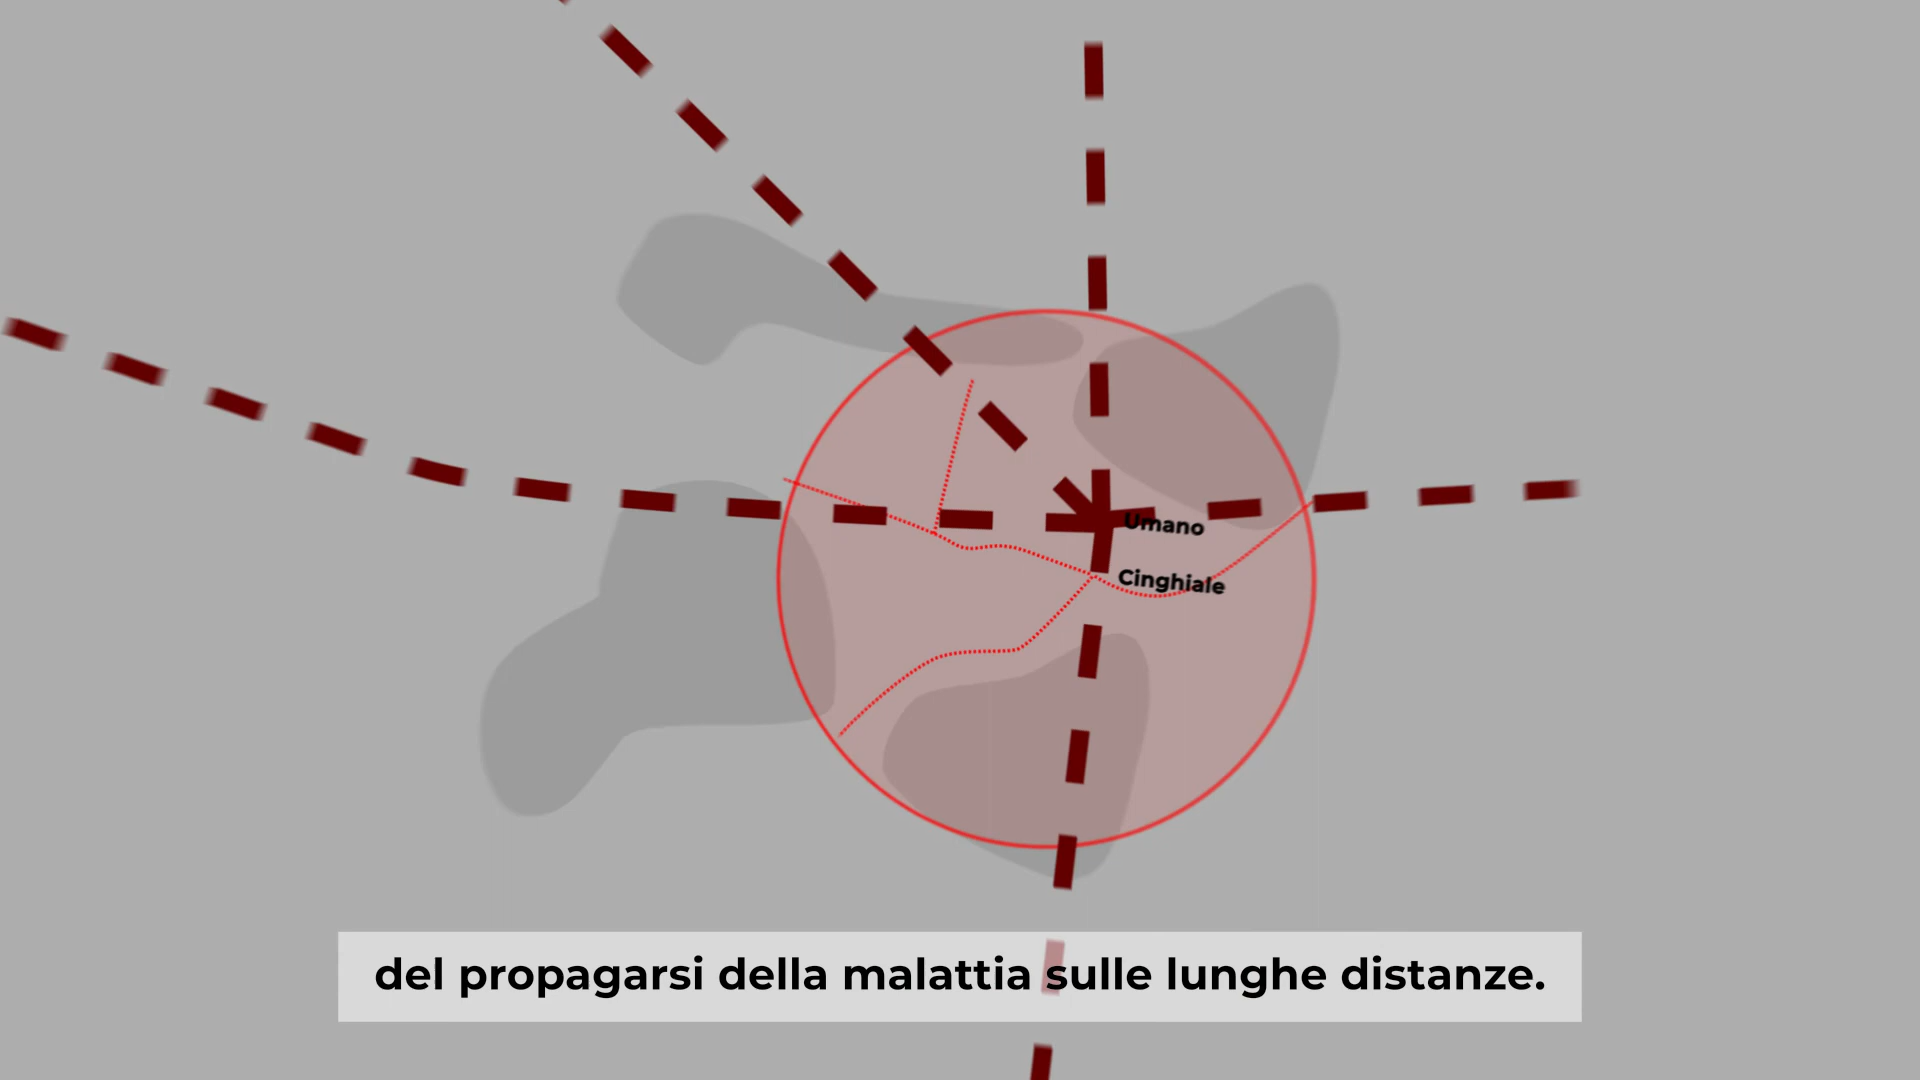 Umano
Cinghiale
del propagarsi della malattia sulle lunghe distanze.